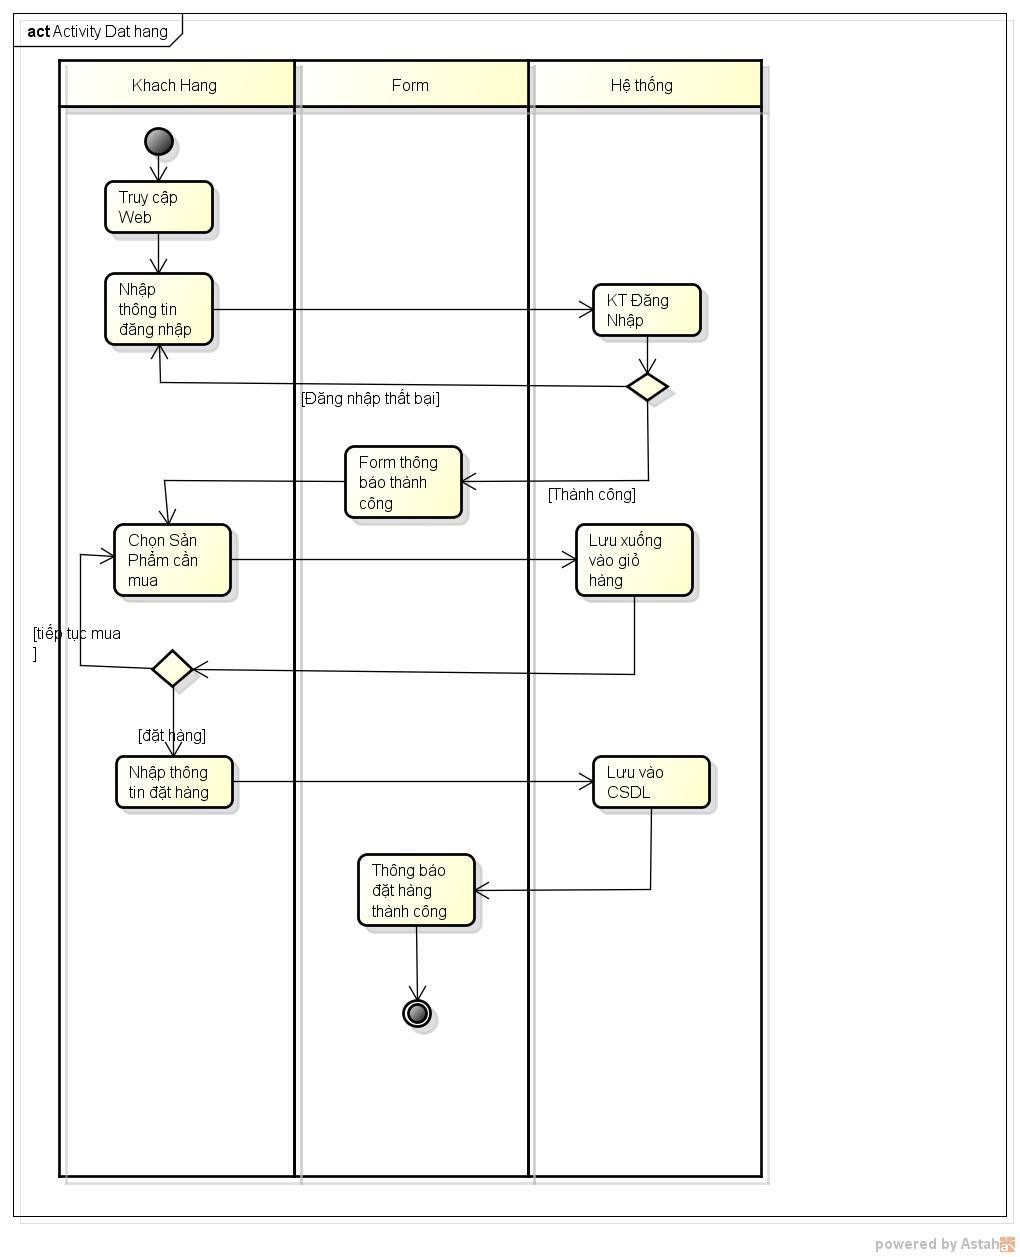 act Activity Dat hang
Khach Hang
Form
Hệ thống
Truy cập
Web
Nhập
thông tin
đăng nhập
KT Đăng
Nhập
[Đăng nhập thất bại]
Form thông
báo thành
công
[Thành công]
Chọn Sản
Phẩm cần
mua
Lưu xuống
vào giỏ
hàng
[tiếp tục mua
]
[đặt hàng]
Nhập thông
tin đặt hàng
Lưu vào
CSDL
Thông báo
đặt hàng
thành công
powered by Astah